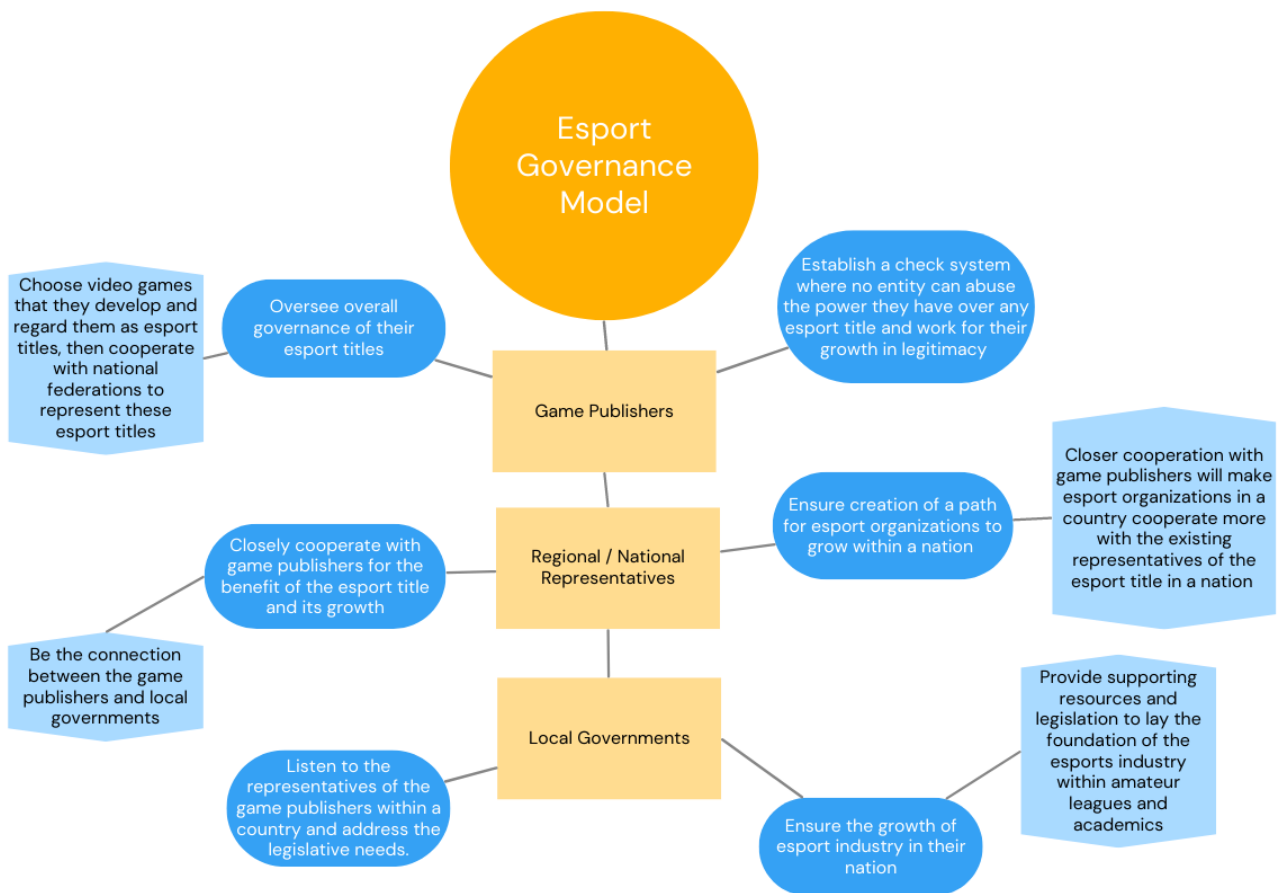 Esport
Governance
Model
Choose video games
that they develop and
regard them as esport
titles, then cooperate
with national
federations to
represent these
esport titles
Oversee overall
governance of their
esport titles
Establish a check system
where no entity can abuse
the power they have over any
esport title and work for their
growth in legitimacy
Game Publishers
Closer cooperation with
game publishers will make
esport organizations in a
country cooperate more
with the existing
representatives of the
esport title in a nation
Ensure creation of a path
for esport organizations to
grow within a nation
Closely cooperate with
game publishers for the
benefit of the esport title
and its growth
Regional / National
Representatives
Be the connection
between the game
publishers and local
governments
Provide supporting
resources and
legislation to lay the
foundation of the
esports industry
within amateur
leagues and
academics
Local Governments
Listen to the
representatives of the
game publishers within a
country and address the
legislative needs.
Ensure the growth of
esport industry in their
nation